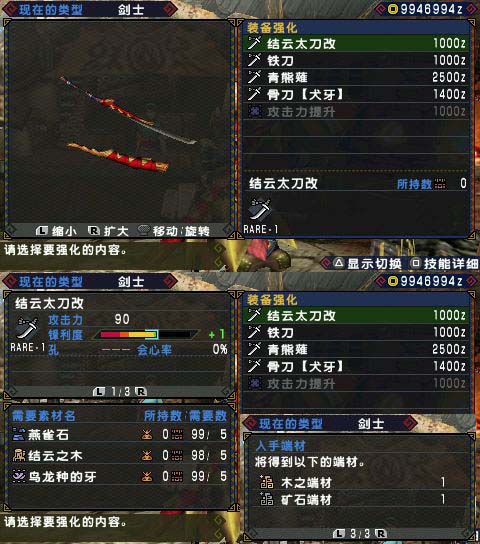 现在的类型 剑士
9946994z
装备强化
结云太刀改 1000z
铁刀 1000z
青熊薙 2500z
骨刀【犬牙】 1400z
攻击力提升 1000z
结云太刀改 所持数 0
RARE-1
L 缩小 R 扩大 移动/旋转
请选择要强化的内容。
△显示切换 □技能详细
现在的类型 剑士
9946994z
结云太刀改
攻击力 90
RARE-1
锋利度 +1
孔 --- 会心率 0%
L 1/3 R
需要素材名 所持数 需要数
燕雀石 0 99/ 5
结云之木 0 98/ 5
鸟龙种的牙 0 99/ 5
请选择要强化的内容。
装备强化
结云太刀改 1000z
铁刀 1000z
青熊薙 2500z
骨刀【犬牙】 1400z
攻击力提升 1000z
现在的类型 剑士
入手端材
将得到以下的端材。
木之端材 1
矿石端材 1
L 3/3 R